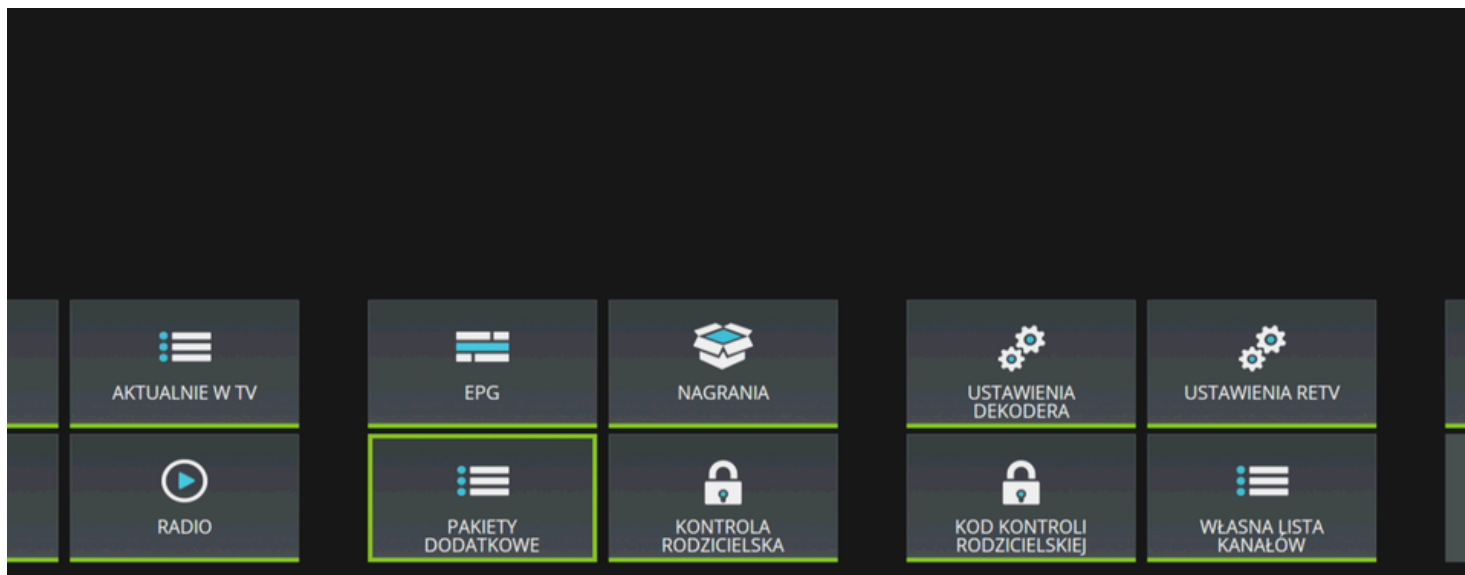 AKTUALNIE W TV
EPG
NAGRANIA
USTAWIENIA
DEKODERA
USTAWIENIA RETV
RADIO
PAKIETY
DODATKOWE
KONTROLA
RODZICIELSKA
KOD KONTROLI
RODZICIELSKIEJ
WŁASNA LISTA
KANAŁÓW